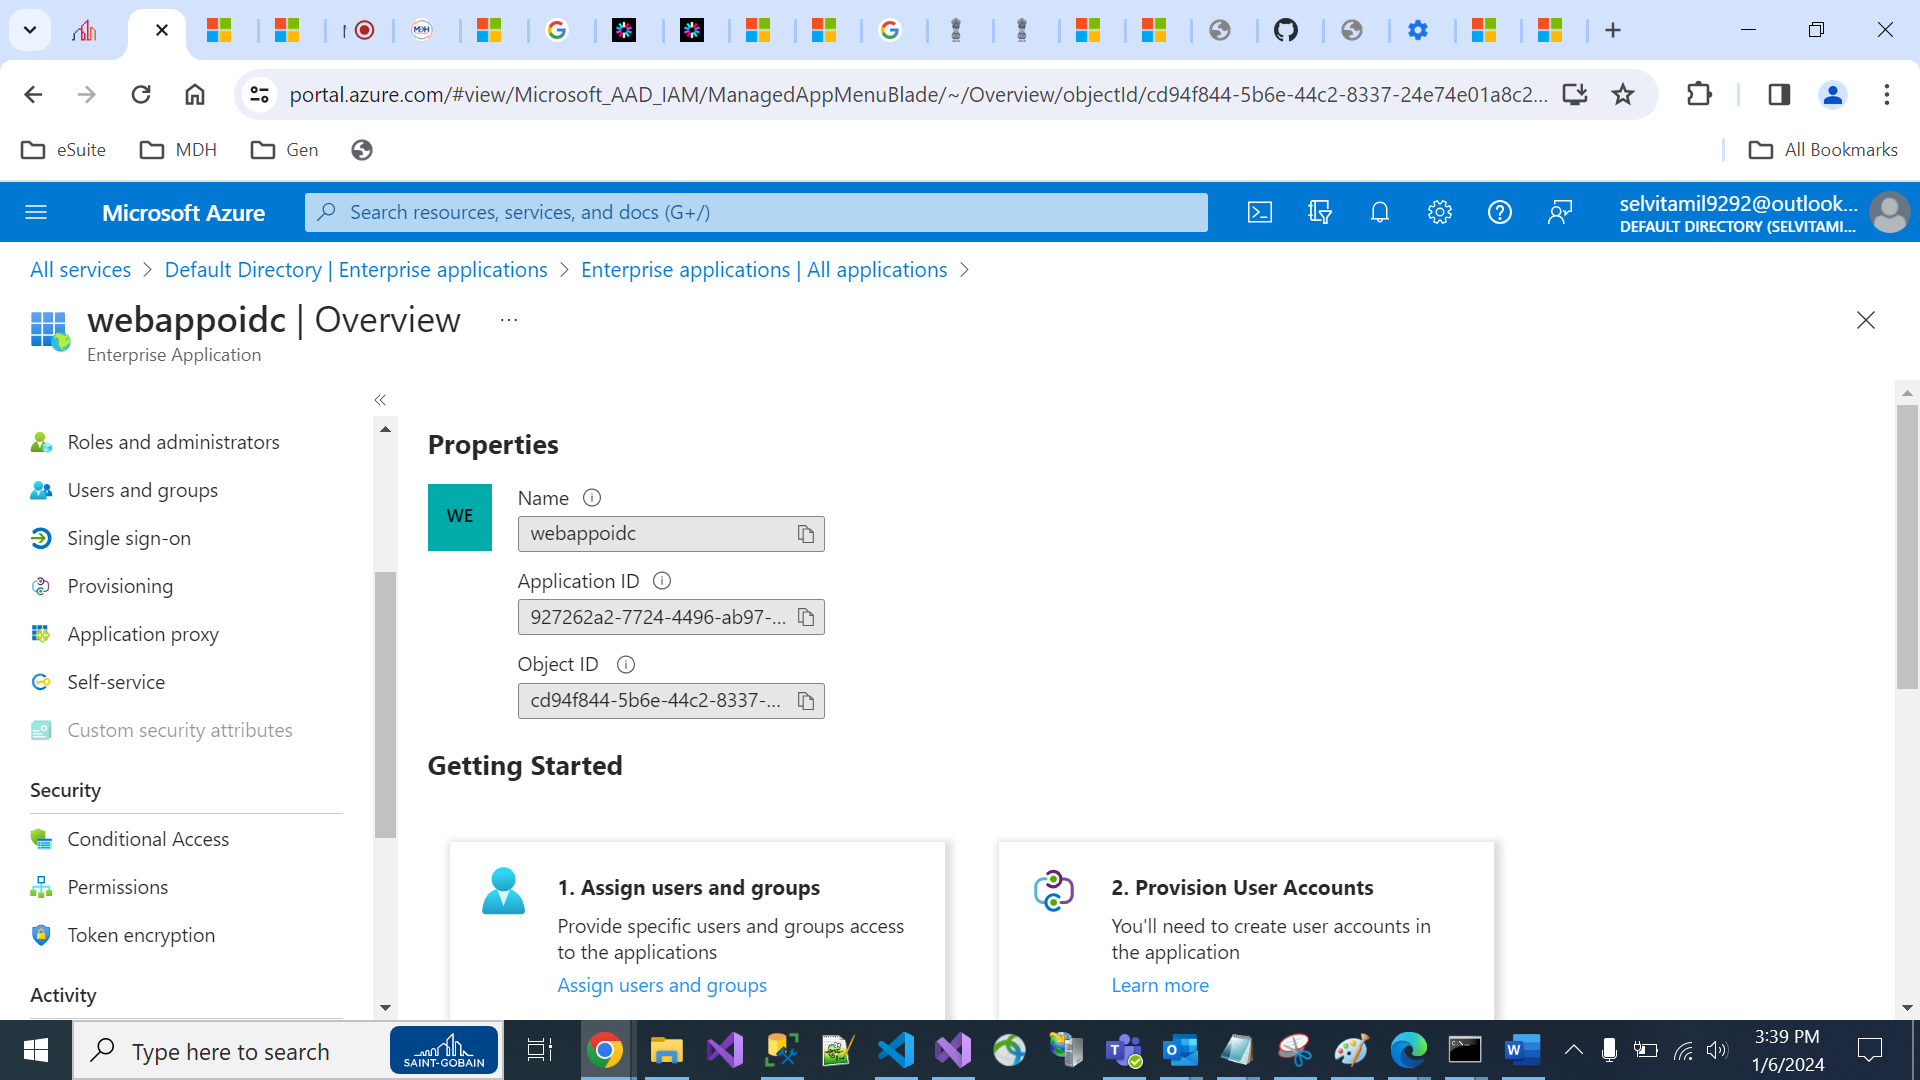 portal.azure.com/#view/Microsoft_AAD_IAM/ManagedAppMenuBlade/~/Overview/objectId/cd94f844-5b6e-44c2-8337-24e74e01a8c2...
eSuite
MDH
Gen
All Bookmarks
Microsoft Azure
Search resources, services, and docs (G+/)
selvitamil9292@outlook...
DEFAULT DIRECTORY (SELVITAMI...
All services
Default Directory | Enterprise applications
Enterprise applications | All applications
webappoidc | Overview
...
Enterprise Application
Roles and administrators
Users and groups
Single sign-on
Provisioning
Application proxy
Self-service
Custom security attributes
Security
Conditional Access
Permissions
Token encryption
Activity
Properties
WE
Name
webappoidc
Application ID
927262a2-7724-4496-ab97-...
Object ID
cd94f844-5b6e-44c2-8337-...
Getting Started
1. Assign users and groups
Provide specific users and groups access
to the applications
Assign users and groups
2. Provision User Accounts
You'll need to create user accounts in
the application
Learn more
Type here to search
SAINT-GOBAIN
3:39 PM
1/6/2024